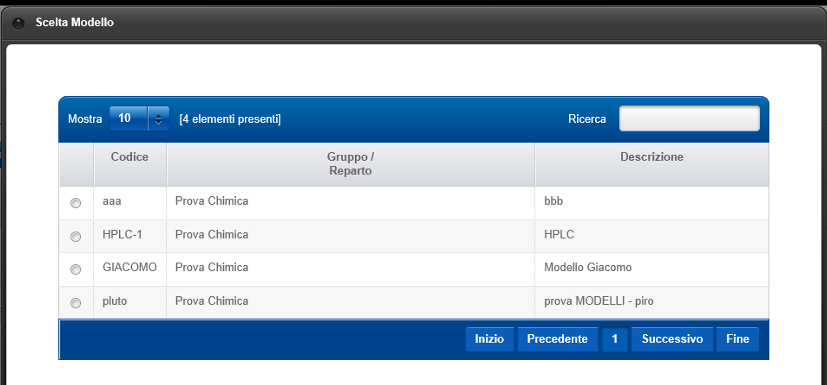 Scelta Modello
Mostra 10 [4 elementi presenti] Ricerca
Codice Gruppo / Descrizione
Reparto
aaa Prova Chimica bbb
HPLC-1 Prova Chimica HPLC
GIACOMO Prova Chimica Modello Giacomo
pluto Prova Chimica prova MODELLI - piro
Inizio Precedente 1 Successivo Fine